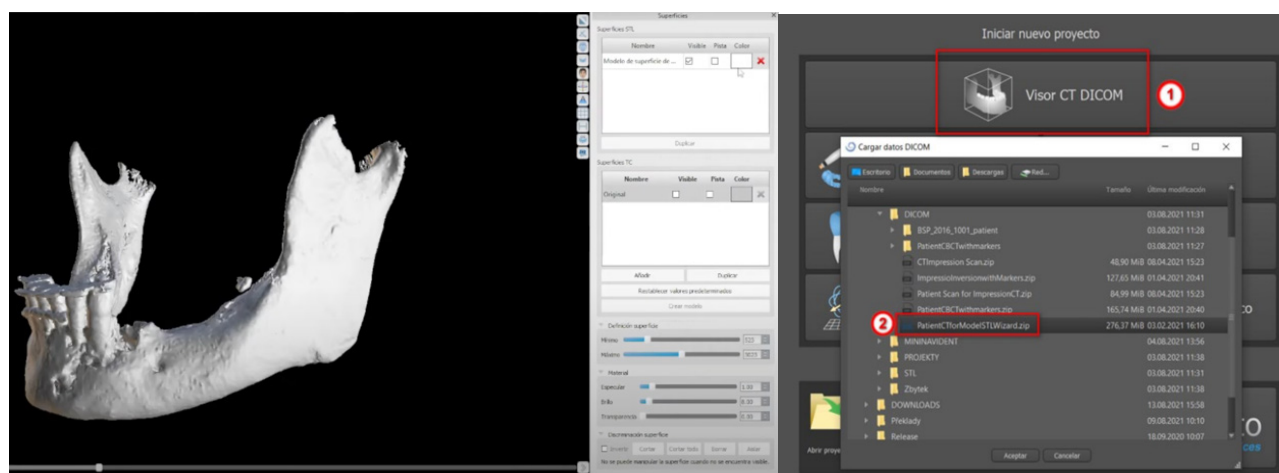 Superficies
Superficies STL
Nombre Visible Pista Color
Modelo de superficie de ...
Duplicar
Superficies TC
Nombre Visible Pista Color
Original
Añadir Duplicar
Restablecer valores predeterminados
Crear modelo
Definición superficie
Mínimo
Máximo
Material
Especular
Brillo
Transparencia 0.00
Discriminación superficie
Invertir Cortar Cortar todo Borrar Aislar
No se puede manipular la superficie cuando no se encuentra visible.
Iniciar nuevo proyecto
Visor CT DICOM
1
Cargar datos DICOM
Escritorio Documentos Descargas Red...
Nombre Tamaño Última modificación
DICOM 03.08.2021 11:31
BSP_2016_1001_patient 03.08.2021 11:28
PatientCBCTwithmarkers 03.08.2021 11:27
CTImpression Scan.zip 48,90 MiB 08.04.2021 15:23
ImpressioInversionwithMarkers.zip 127,65 MiB 01.04.2021 20:41
Patient Scan for ImpressionCT.zip 84,99 MiB 08.04.2021 15:23
PatientCBCTwithmarkers.zip 165,74 MiB 01.04.2021 20:40
2 PatientCTforModelSTLWizard.zip 276,37 MiB 03.02.2021 16:10
MININAVIDENT 04.08.2021 13:56
PROJEKTY 03.08.2021 11:38
STL 03.08.2021 11:31
Zbytek 03.08.2021 11:38
DOWNLOADS 13.08.2021 15:58
Překlady 09.08.2021 10:10
Release 18.09.2020 10:07
Aceptar Cancelar
Abrir proye